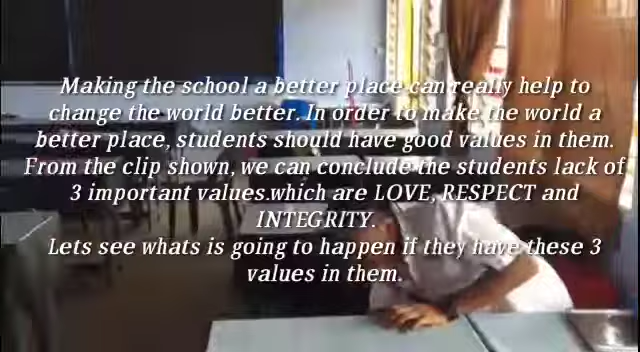 Making the school a better place can really help to
change the world better. In order to make the world a
better place, students should have good values in them.
From the clip shown, we can conclude the students lack of
3 important values.which are LOVE, RESPECT and
INTEGRITY.
Lets see whats is going to happen if they have these 3
values in them.